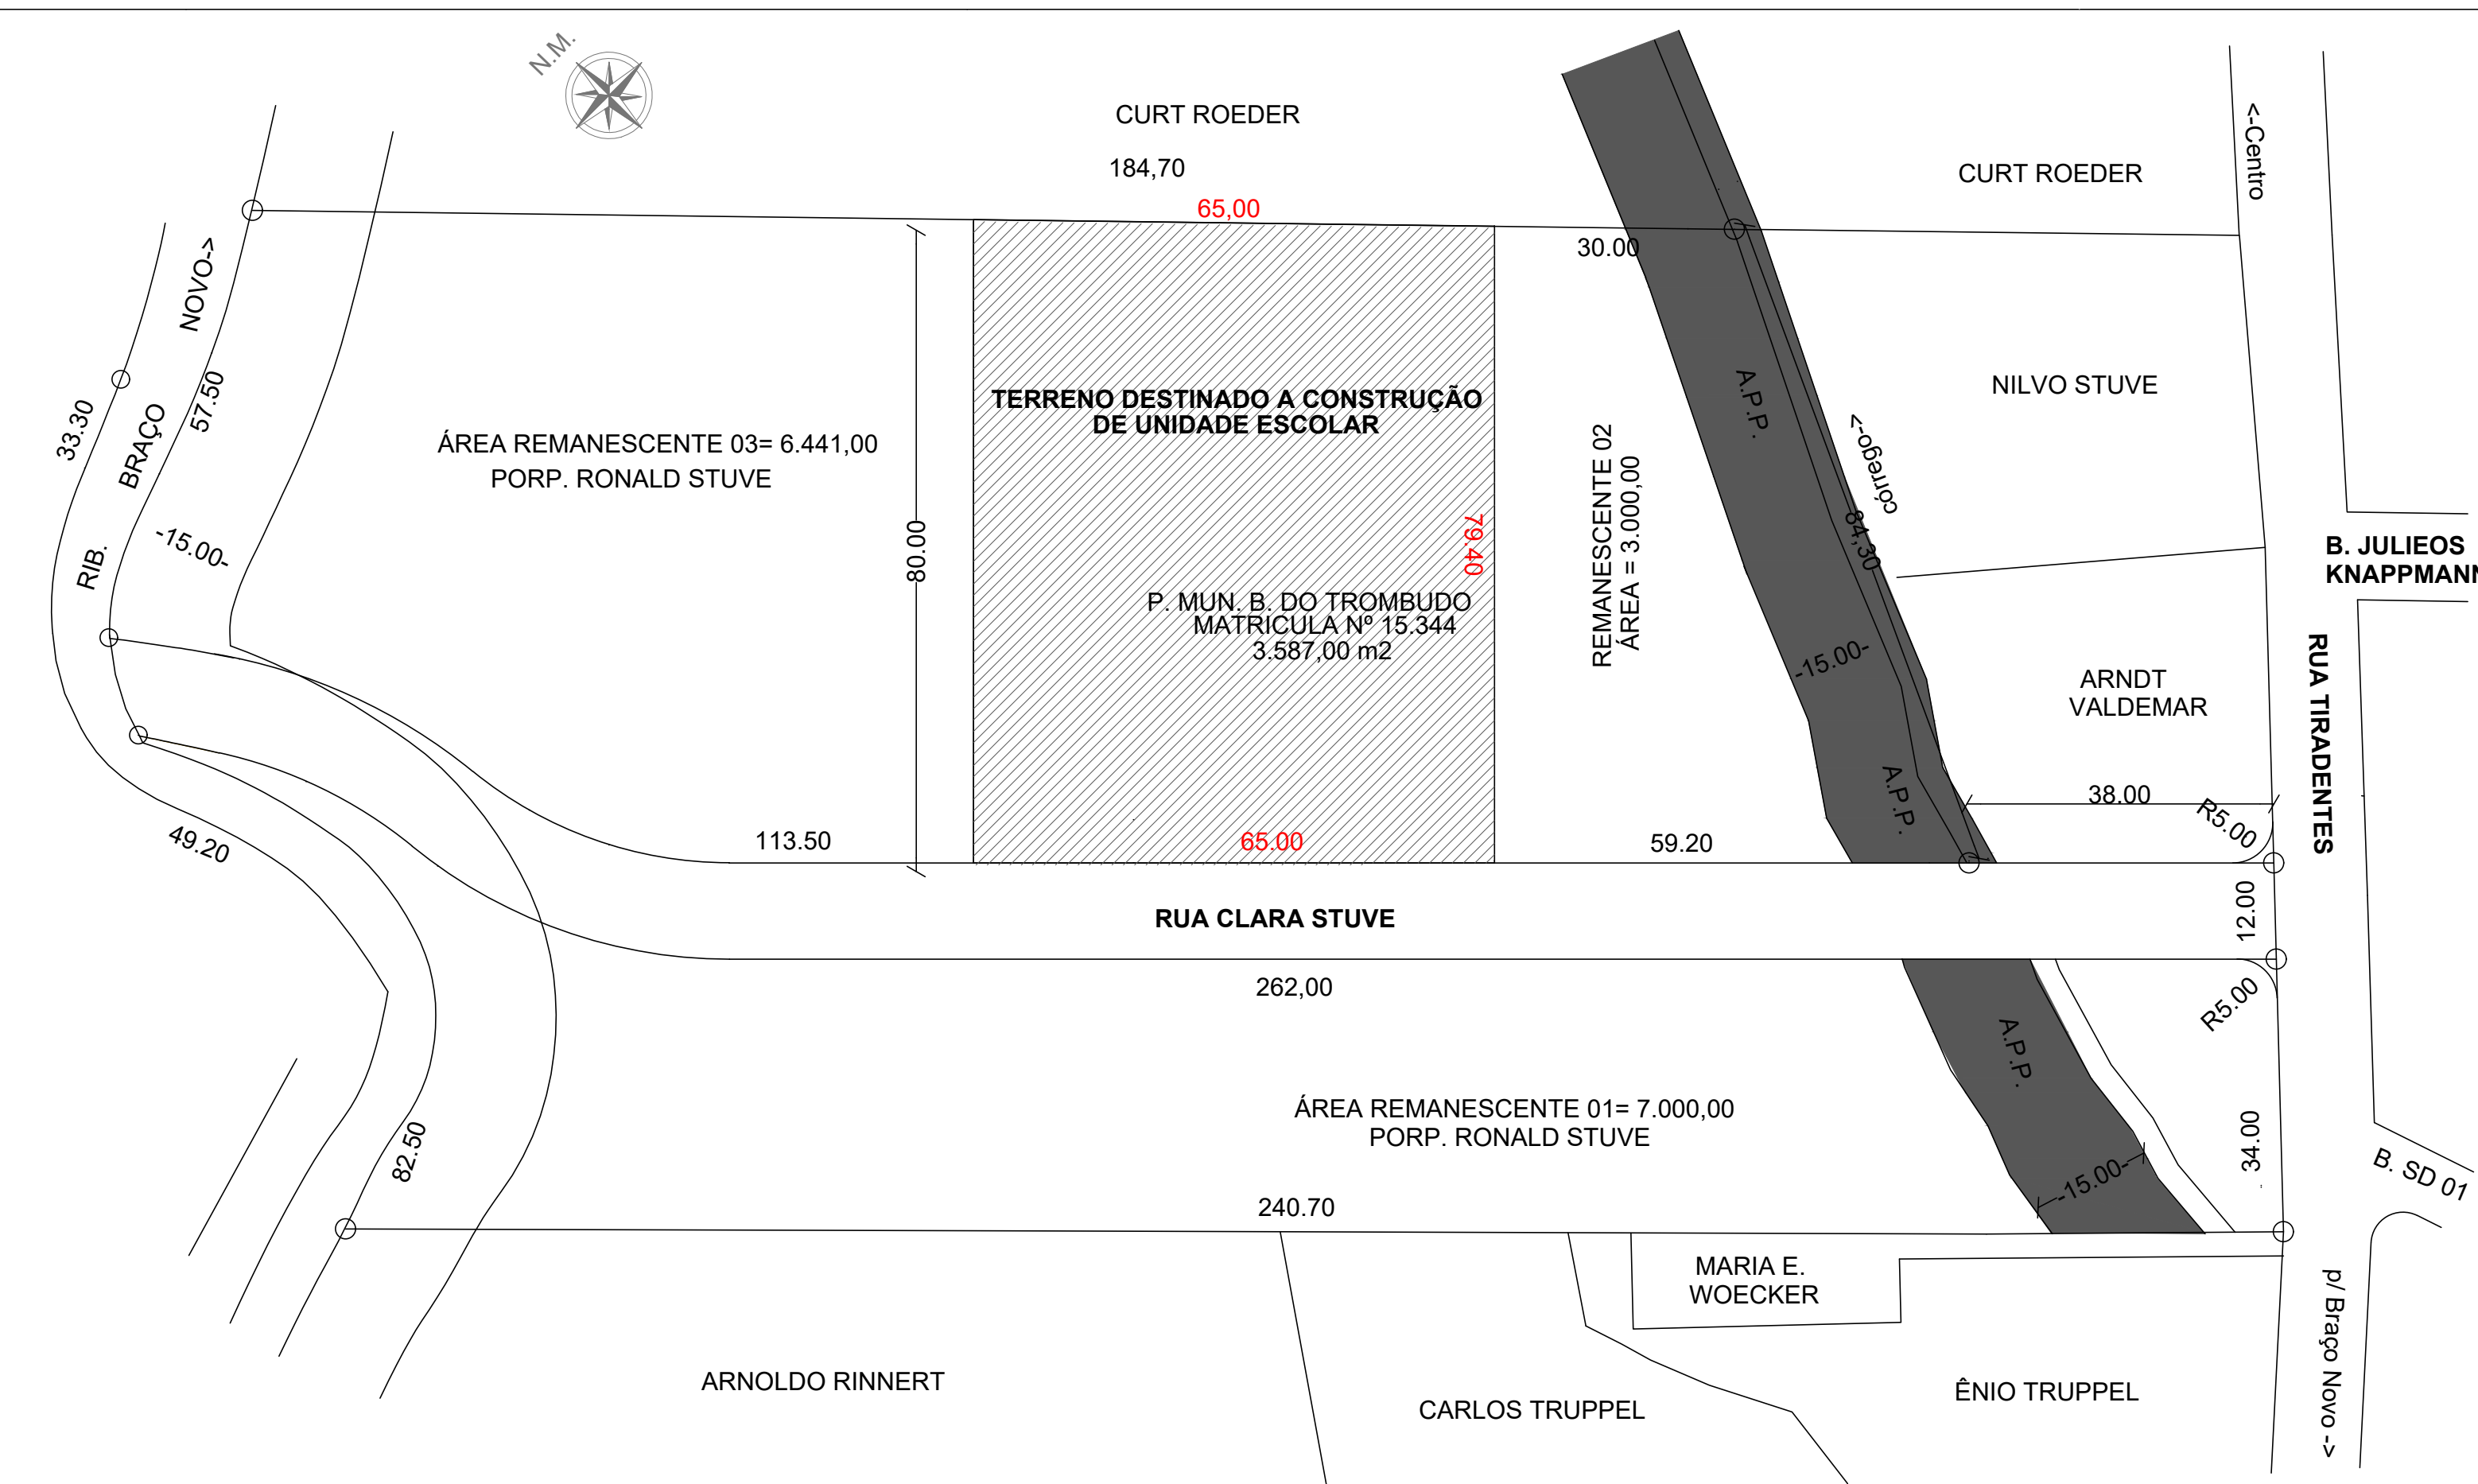 N.M.
CURT ROEDER
184,70
65,00
<-Centro
CURT ROEDER
30.00
NOVO->
BRAÇO
RIB.
33.30
57.50
-15.00-
ÁREA REMANESCENTE 03= 6.441,00
PORP. RONALD STUVE
80.00
TERRENO DESTINADO A CONSTRUÇÃO
DE UNIDADE ESCOLAR
79.40
P. MUN. B. DO TROMBUDO
MATRICULA Nº 15.344
3.587,00 m2
REMANESCENTE 02
ÁREA = 3.000,00
A.P.P.
córrego->
84,30
-15.00-
A.P.P.
NILVO STUVE
B. JULIEOS
KNAPPMANN
ARNDT
VALDEMAR
RUA TIRADENTES
38.00
R5.00
49.20
113.50
65.00
59.20
RUA CLARA STUVE
12.00
262,00
R5.00
A.P.P.
ÁREA REMANESCENTE 01= 7.000,00
PORP. RONALD STUVE
82.50
34.00
-15.00-
B. SD 01
240.70
MARIA E.
WOECKER
p/ Braço Novo ->
ARNOLDO RINNERT
CARLOS TRUPPEL
ÊNIO TRUPPEL